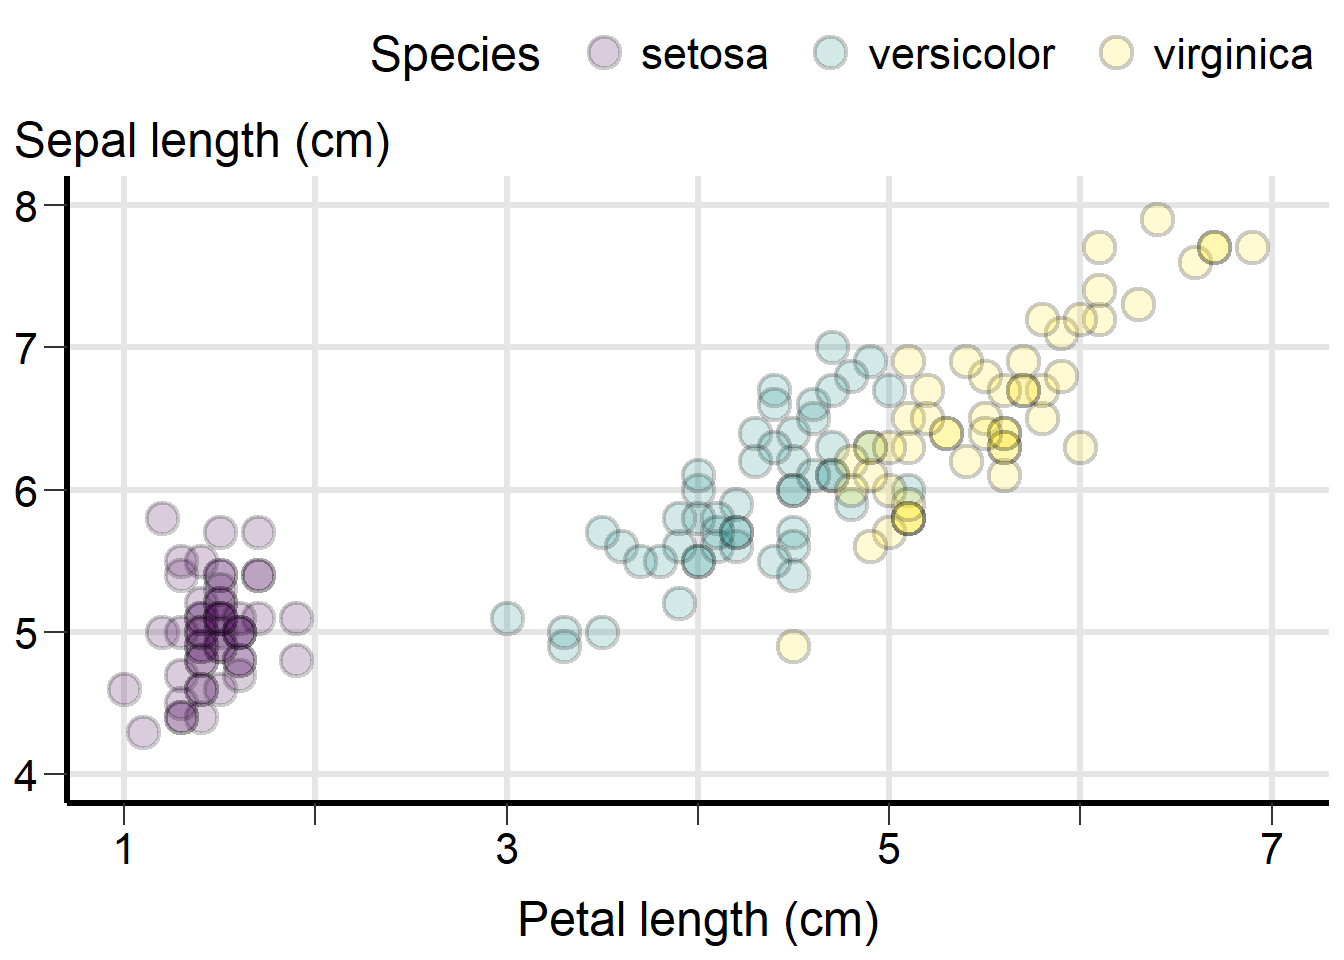 Species setosa versicolor virginica
Sepal length (cm)
8
7
6
5
4
1 3 5 7
Petal length (cm)